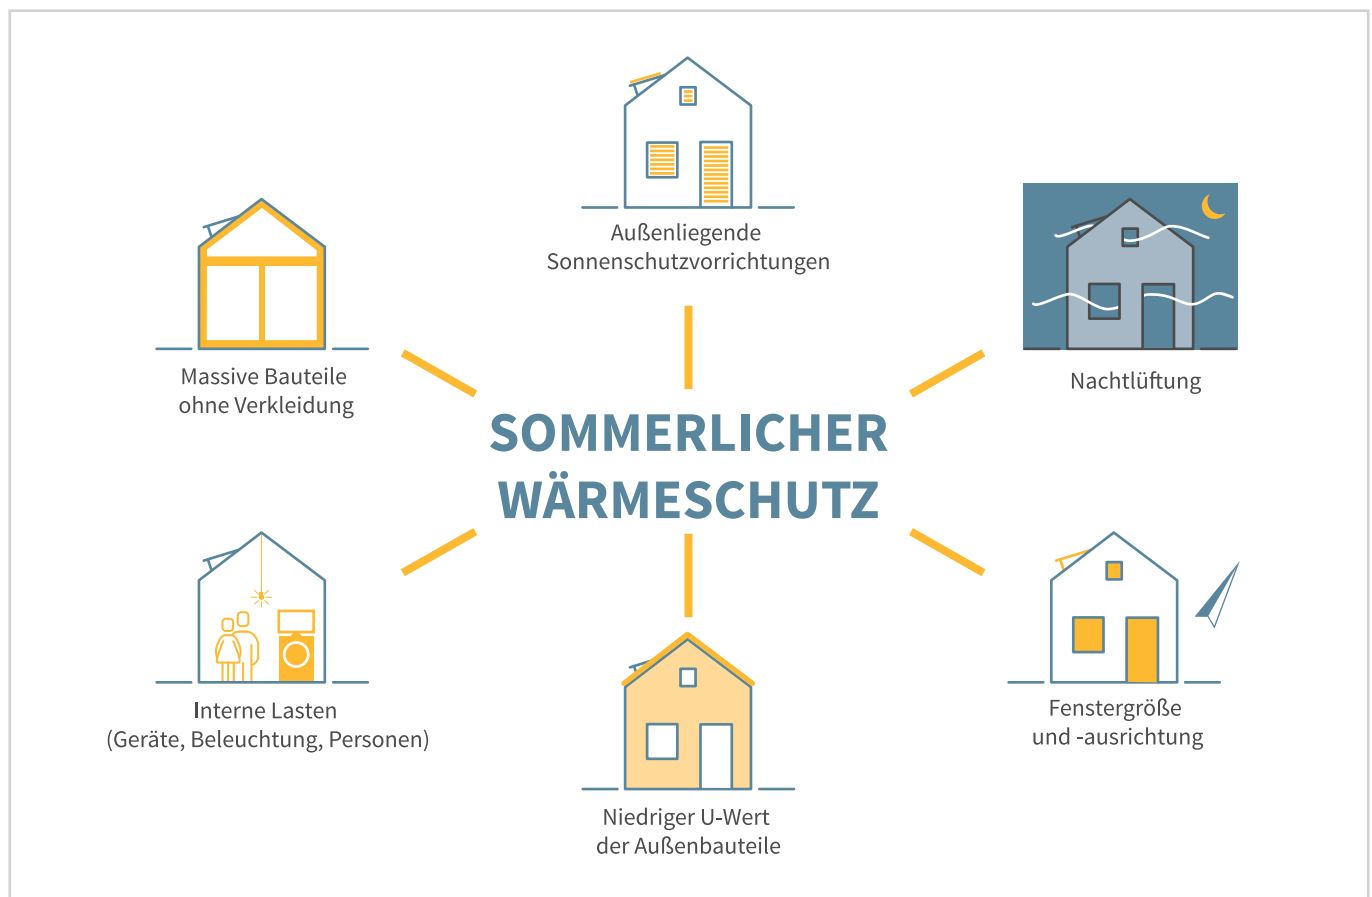 Außenliegende
Sonnenschutzvorrichtungen
Massive Bauteile
ohne Verkleidung
Nachtlüftung
SOMMERLICHER
WÄRMESCHUTZ
Interne Lasten
(Geräte, Beleuchtung, Personen)
Fenstergröße
und -ausrichtung
Niedriger U-Wert
der Außenbauteile